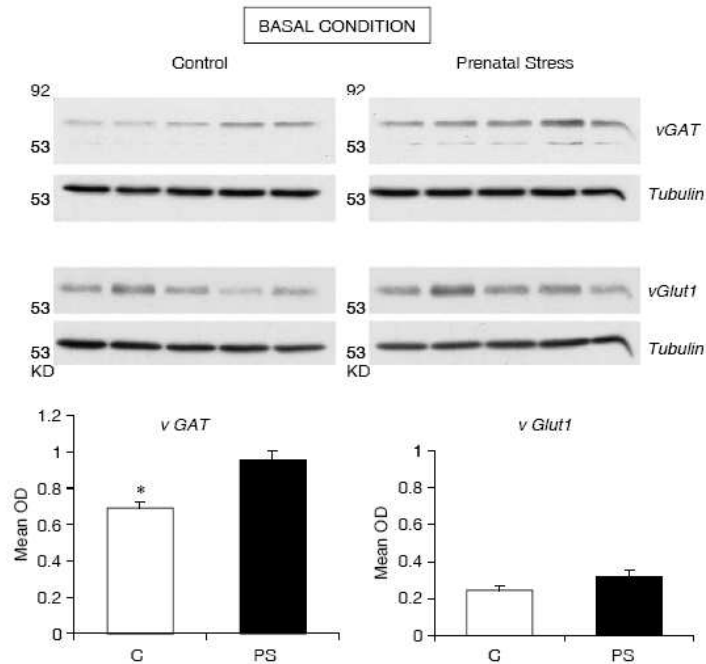 BASAL CONDITION
Control
Prenatal Stress
92
92
vGAT
53
53
53
53
Tubulin
53
53
vGlut1
53
53
Tubulin
KD
KD
v GAT
v Glut1
Mean OD
1.2
1
0.8
0.6
0.4
0.2
0
*
C
PS
Mean OD
1
0.8
0.6
0.4
0.2
0
C
PS